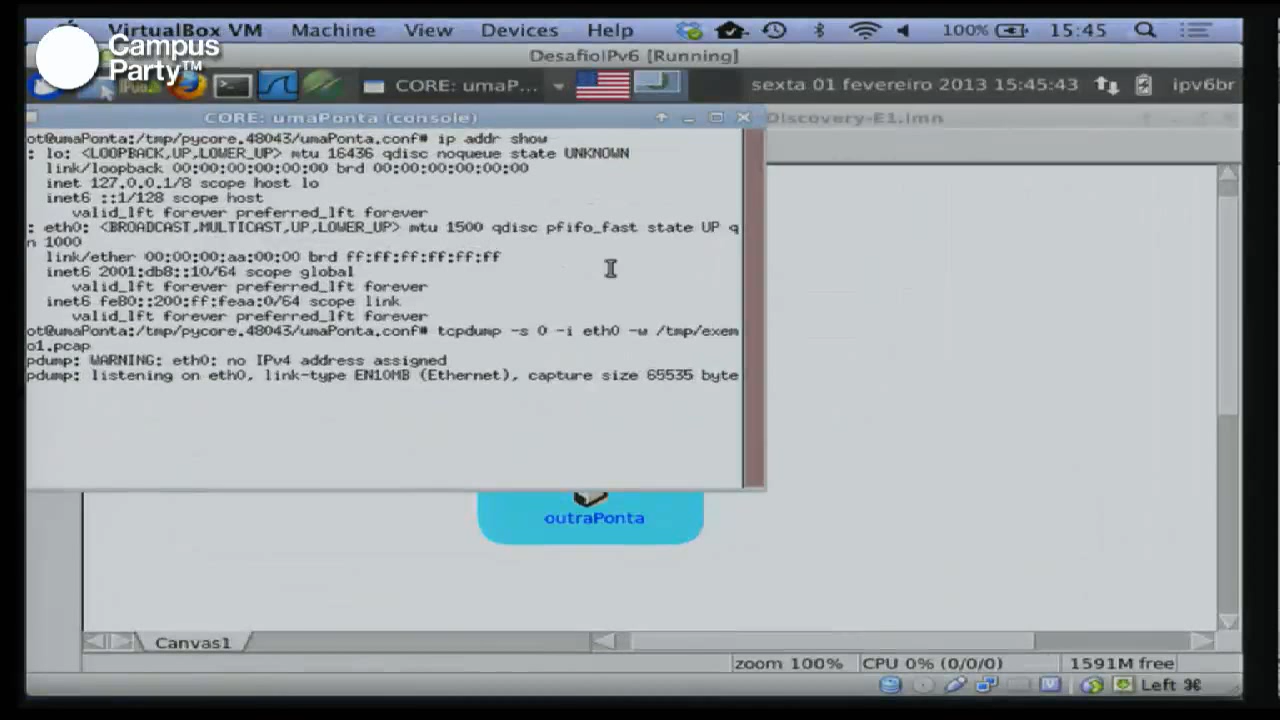 VirtualBox VM Machine View Devices Help 100% 15:45
Campus
Party™
DesafioIPv6 [Running]
CORE: umaP... sexta 01 fevereiro 2013 15:45:43 ipv6br
CORE: umaPonta (console)
Discovery-E1.imn
ot@umaPonta:/tmp/pycore.48043/umaPonta.conf# ip addr show
: lo: <LOOPBACK,UP,LOWER_UP> mtu 16436 qdisc noqueue state UNKNOWN
link/loopback 00:00:00:00:00:00 brd 00:00:00:00:00:00
inet 127.0.0.1/8 scope host lo
inet6 ::1/128 scope host
valid_lft forever preferred_lft forever
: eth0: <BROADCAST,MULTICAST,UP,LOWER_UP> mtu 1500 qdisc pfifo_fast state UP q
n 1000
link/ether 00:00:00:aa:00:00 brd ff:ff:ff:ff:ff:ff
inet6 2001:db8::10/64 scope global
valid_lft forever preferred_lft forever
inet6 fe80::200:ff:feaa:0/64 scope link
valid_lft forever preferred_lft forever
ot@umaPonta:/tmp/pycore.48043/umaPonta.conf# tcpdump -s 0 -i eth0 -w /tmp/exem
o1.pcap
pdump: WARNING: eth0: no IPv4 address assigned
pdump: listening on eth0, link-type EN10MB (Ethernet), capture size 65535 byte
outraPonta
Canvas1
zoom 100% CPU 0% (0/0/0) 1591M free
Left ⌘